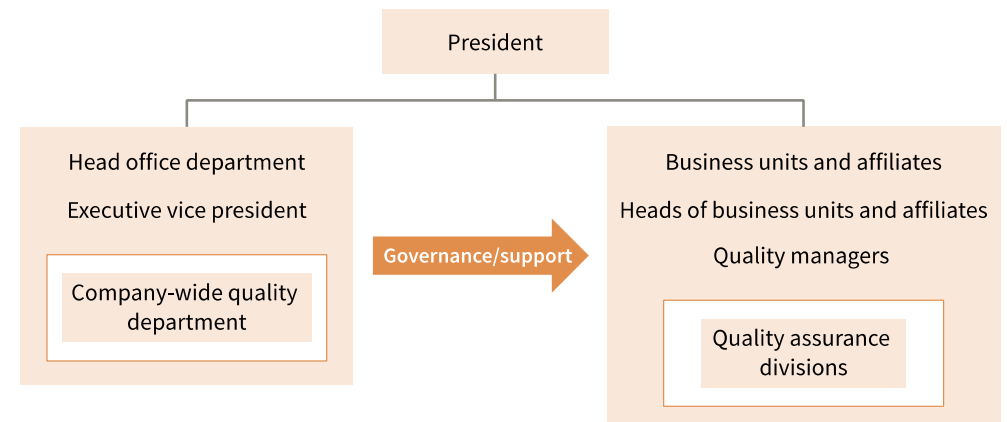 President
Head office department
Executive vice president
Company-wide quality
department
Governance/support
Business units and affiliates
Heads of business units and affiliates
Quality managers
Quality assurance
divisions